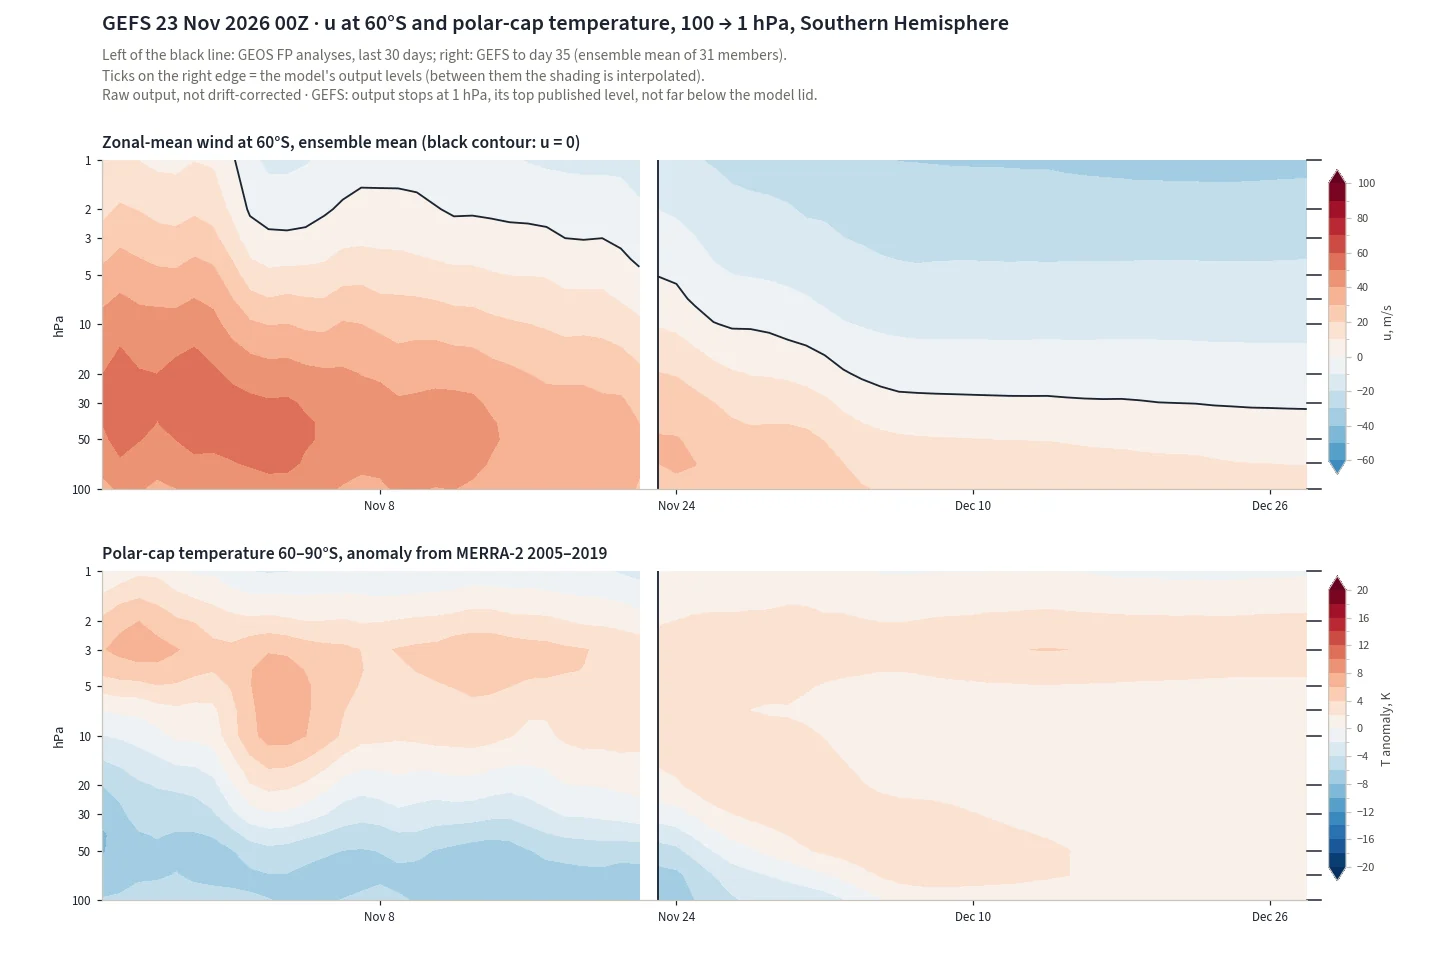 GEFS 23 Nov 2026 00Z · u at 60°S and polar-cap temperature, 100 → 1 hPa, Southern Hemisphere
Left of the black line: GEOS FP analyses, last 30 days; right: GEFS to day 35 (ensemble mean of 31 members).
Ticks on the right edge = the model's output levels (between them the shading is interpolated).
Raw output, not drift-corrected · GEFS: output stops at 1 hPa, its top published level, not far below the model lid.
Zonal-mean wind at 60°S, ensemble mean (black contour: u = 0)
1
2
3
5
10
20
30
50
100
hPa
Nov 8
Nov 24
Dec 10
Dec 26
100
80
60
40
20
0
−20
−40
−60
u, m/s
Polar-cap temperature 60–90°S, anomaly from MERRA-2 2005–2019
1
2
3
5
10
20
30
50
100
hPa
Nov 8
Nov 24
Dec 10
Dec 26
20
16
12
8
4
0
−4
−8
−12
−16
−20
T anomaly, K